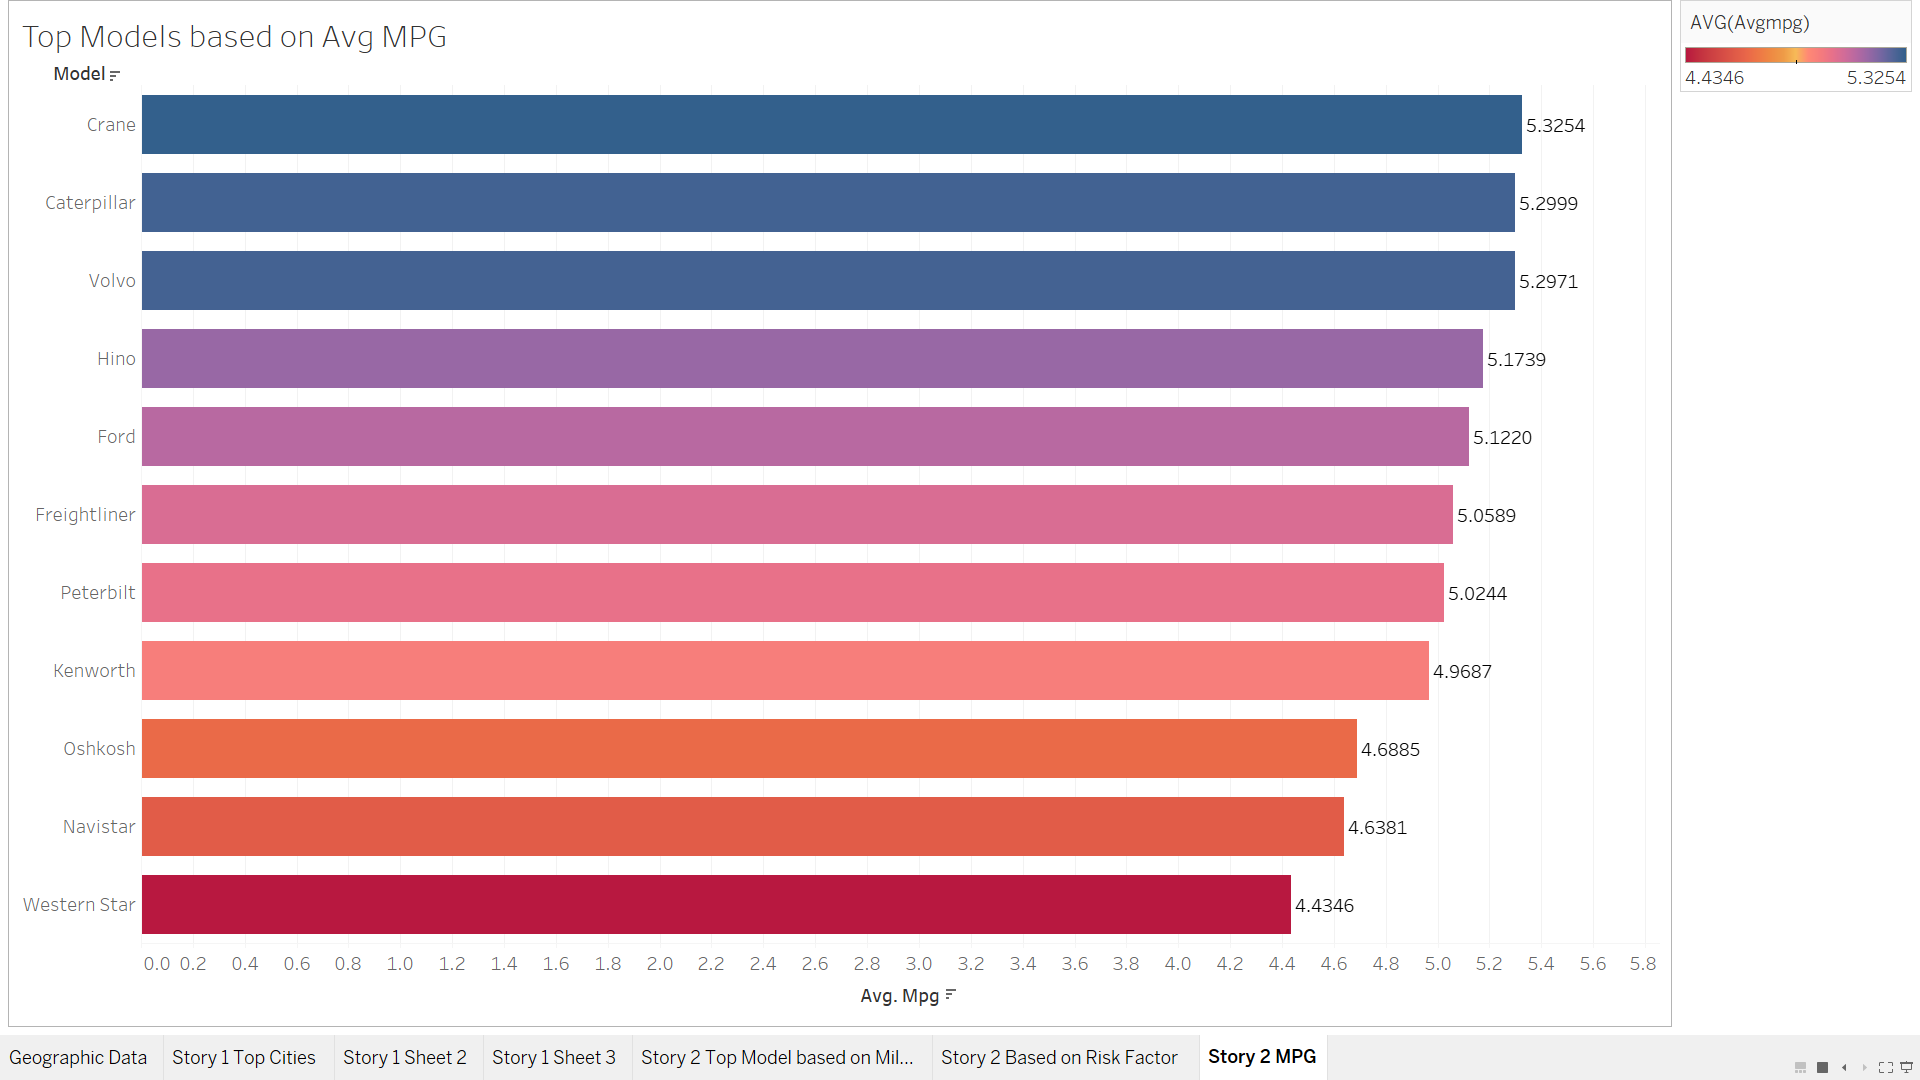 Top Models based on Avg MPG
Model
Crane
5.3254
Caterpillar
5.2999
Volvo
5.2971
Hino
5.1739
Ford
5.1220
Freightliner
5.0589
Peterbilt
5.0244
Kenworth
4.9687
Oshkosh
4.6885
Navistar
4.6381
Western Star
4.4346
0.0 0.2 0.4 0.6 0.8 1.0 1.2 1.4 1.6 1.8 2.0 2.2 2.4 2.6 2.8 3.0 3.2 3.4 3.6 3.8 4.0 4.2 4.4 4.6 4.8 5.0 5.2 5.4 5.6 5.8
Avg. Mpg
AVG(Avgmpg)
4.4346 5.3254
Geographic Data
Story 1 Top Cities
Story 1 Sheet 2
Story 1 Sheet 3
Story 2 Top Model based on Mil...
Story 2 Based on Risk Factor
Story 2 MPG